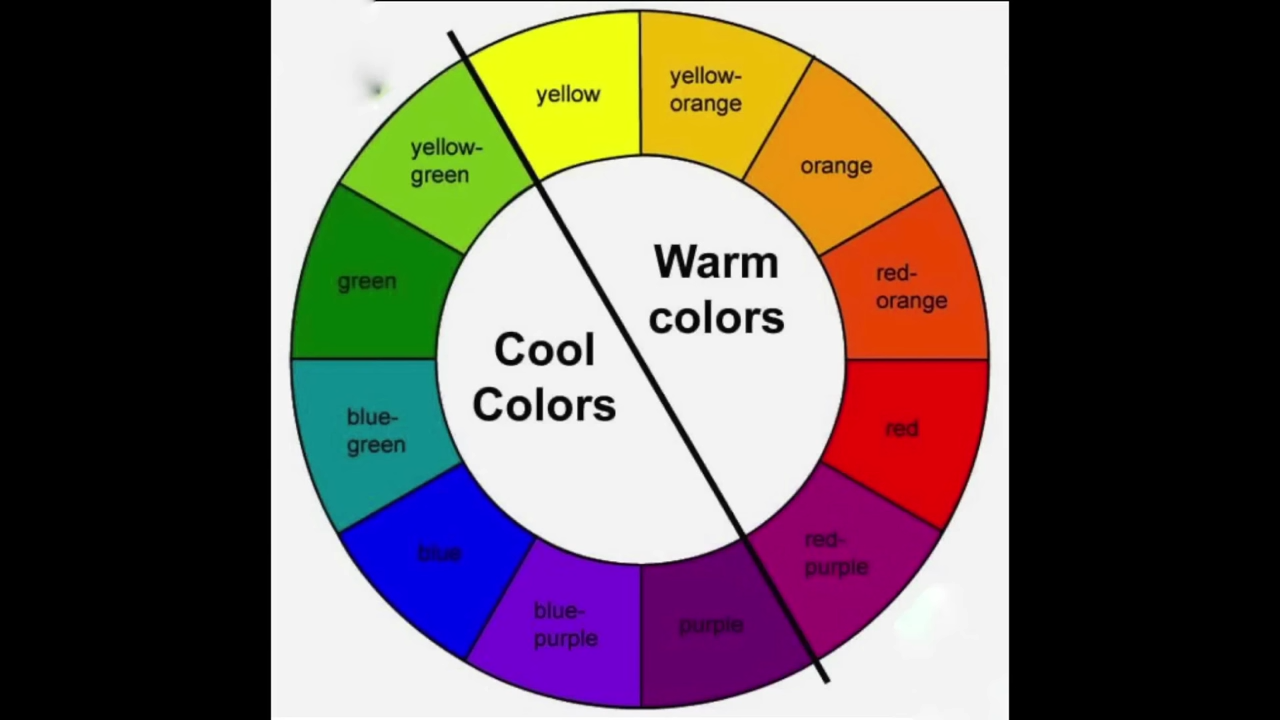 yellow
yellow-
orange
orange
red-
orange
red
red-
purple
purple
blue-
purple
blue
blue-
green
green
yellow-
green
Warm
colors
Cool
Colors